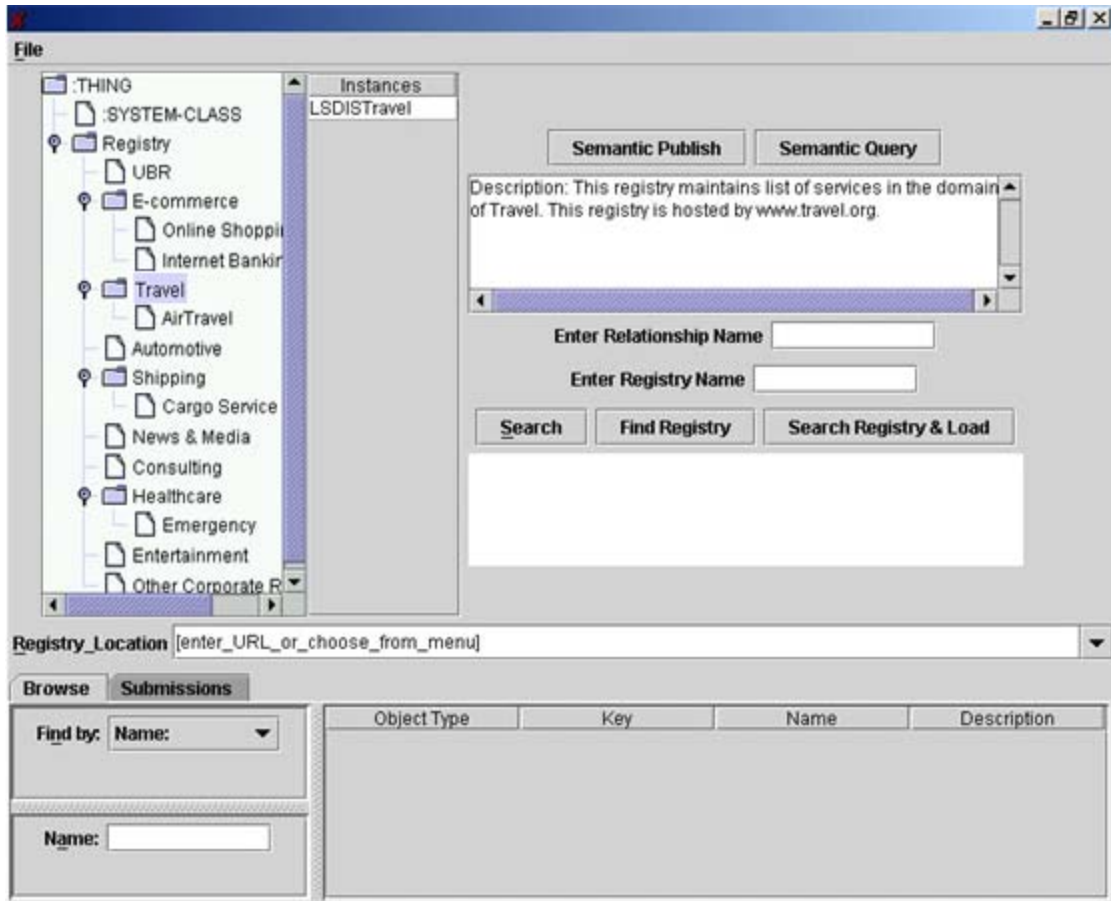 File
:THING
:SYSTEM-CLASS
Registry
UBR
E-commerce
Online Shoppi
Internet Bankir
Travel
AirTravel
Automotive
Shipping
Cargo Service
News & Media
Consulting
Healthcare
Emergency
Entertainment
Other Corporate R
Instances
LSDISTravel
Semantic Publish Semantic Query
Description: This registry maintains list of services in the domain
of Travel. This registry is hosted by www.travel.org.
Enter Relationship Name
Enter Registry Name
Search Find Registry Search Registry & Load
Registry_Location [enter_URL_or_choose_from_menu]
Browse Submissions
Find by: Name:
Name:
Object Type Key Name Description